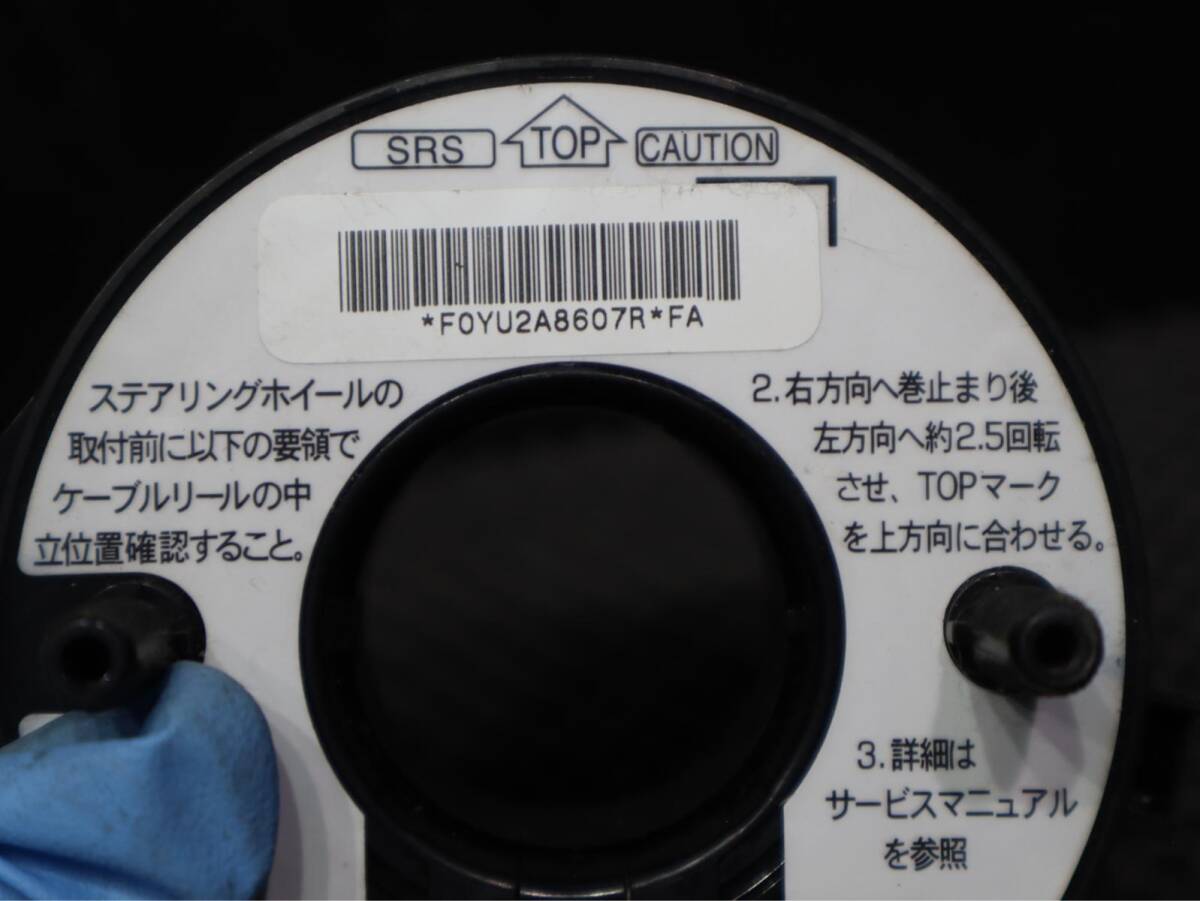 SRS TOP CAUTION
*F0YU2A8607R*FA
ステアリングホイールの
取付前に以下の要領で
ケーブルリールの中
立位置確認すること。
2.右方向へ巻止まり後
左方向へ約2.5回転
させ、TOPマーク
を上方向に合わせる。
3.詳細は
サービスマニュアル
を参照